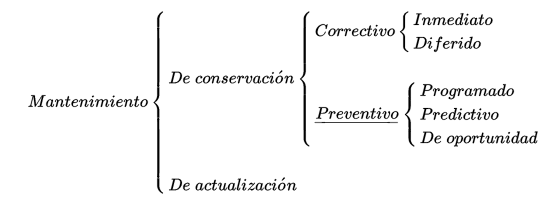 Mantenimiento
De conservación
Correctivo
Inmediato
Diferido
Preventivo
Programado
Predictivo
De oportunidad
De actualización